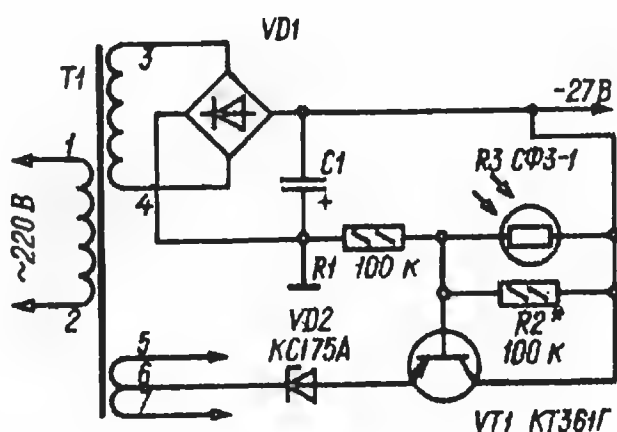 VD1
T1
3
-27 В
1
C1
+
R3 СФ3-1
4
~220 В
R1
100 к
2
R2*
100 к
VD2
КС175А
5
6
7
VT1 КТ361Г